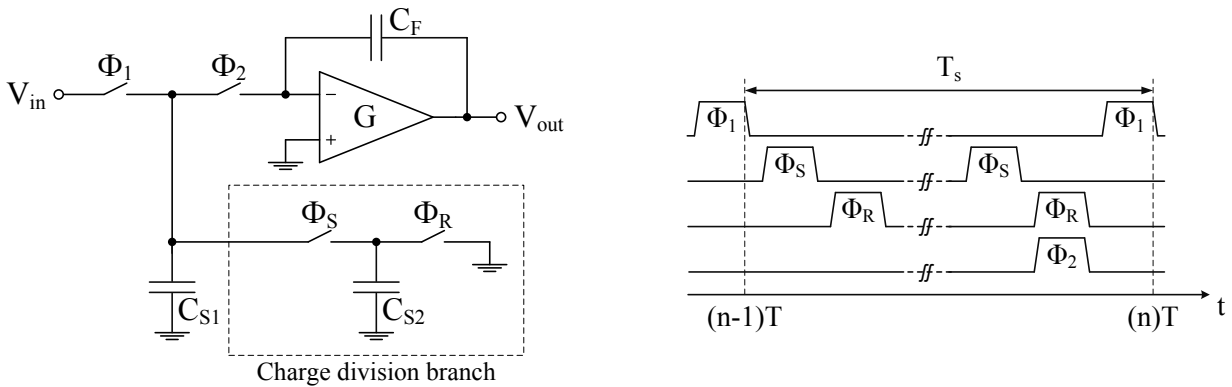 C_F
Φ_1
Φ_2
V_in
G
−
+
V_out
Φ_S
Φ_R
C_S1
C_S2
Charge division branch
T_s
Φ_1
Φ_1
Φ_S
Φ_S
Φ_R
Φ_R
Φ_2
(n-1)T
(n)T
t